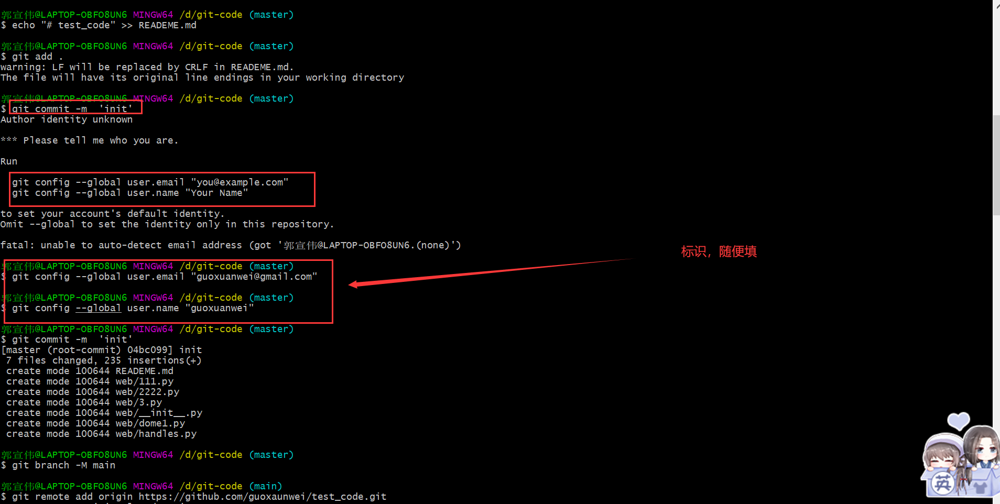 郭宣伟@LAPTOP-OBFO8UN6 MINGW64 /d/git-code (master)
$ echo "# test_code" >> READEME.md
郭宣伟@LAPTOP-OBFO8UN6 MINGW64 /d/git-code (master)
$ git add .
warning: LF will be replaced by CRLF in READEME.md.
The file will have its original line endings in your working directory
郭宣伟@LAPTOP-OBFO8UN6 MINGW64 /d/git-code (master)
$ git commit -m  'init'
Author identity unknown
*** Please tell me who you are.
Run
git config --global user.email "you@example.com"
git config --global user.name "Your Name"
to set your account's default identity.
Omit --global to set the identity only in this repository.
fatal: unable to auto-detect email address (got '郭宣伟@LAPTOP-OBFO8UN6.(none)')
标识，随便填
郭宣伟@LAPTOP-OBFO8UN6 MINGW64 /d/git-code (master)
$ git config --global user.email "guoxuanwei@gmail.com"
郭宣伟@LAPTOP-OBFO8UN6 MINGW64 /d/git-code (master)
$ git config --global user.name "guoxuanwei"
郭宣伟@LAPTOP-OBFO8UN6 MINGW64 /d/git-code (master)
$ git commit -m  'init'
[master (root-commit) 04bc099] init
7 files changed, 235 insertions(+)
create mode 100644 READEME.md
create mode 100644 web/111.py
create mode 100644 web/2222.py
create mode 100644 web/3.py
create mode 100644 web/__init__.py
create mode 100644 web/dome1.py
create mode 100644 web/handles.py
郭宣伟@LAPTOP-OBFO8UN6 MINGW64 /d/git-code (master)
$ git branch -M main
郭宣伟@LAPTOP-OBFO8UN6 MINGW64 /d/git-code (main)
$ git remote add origin https://github.com/guoxaunwei/test_code.git
英